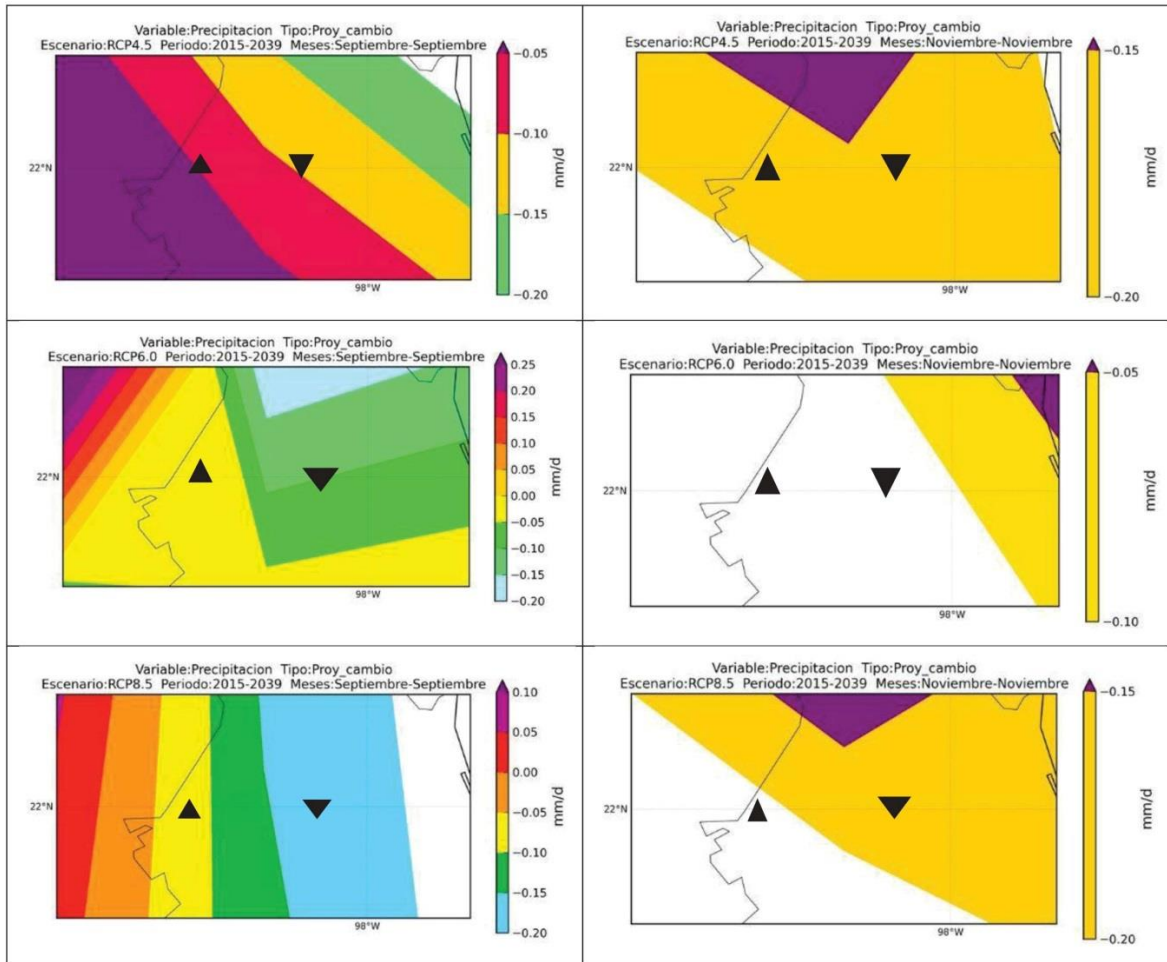 Variable:Precipitacion Tipo:Proy_cambio
Escenario:RCP4.5 Periodo:2015-2039 Meses:Septiembre-Septiembre
−0.05
−0.10
−0.15
−0.20
mm/d
22°N
98°W
Variable:Precipitacion Tipo:Proy_cambio
Escenario:RCP4.5 Periodo:2015-2039 Meses:Noviembre-Noviembre
−0.15
−0.20
mm/d
22°N
98°W
Variable:Precipitacion Tipo:Proy_cambio
Escenario:RCP6.0 Periodo:2015-2039 Meses:Septiembre-Septiembre
0.25
0.20
0.15
0.10
0.05
0.00
−0.05
−0.10
−0.15
−0.20
mm/d
22°N
98°W
Variable:Precipitacion Tipo:Proy_cambio
Escenario:RCP6.0 Periodo:2015-2039 Meses:Noviembre-Noviembre
−0.05
−0.10
mm/d
22°N
98°W
Variable:Precipitacion Tipo:Proy_cambio
Escenario:RCP8.5 Periodo:2015-2039 Meses:Septiembre-Septiembre
0.10
0.05
0.00
−0.05
−0.10
−0.15
−0.20
mm/d
22°N
98°W
Variable:Precipitacion Tipo:Proy_cambio
Escenario:RCP8.5 Periodo:2015-2039 Meses:Noviembre-Noviembre
−0.15
−0.20
mm/d
22°N
98°W